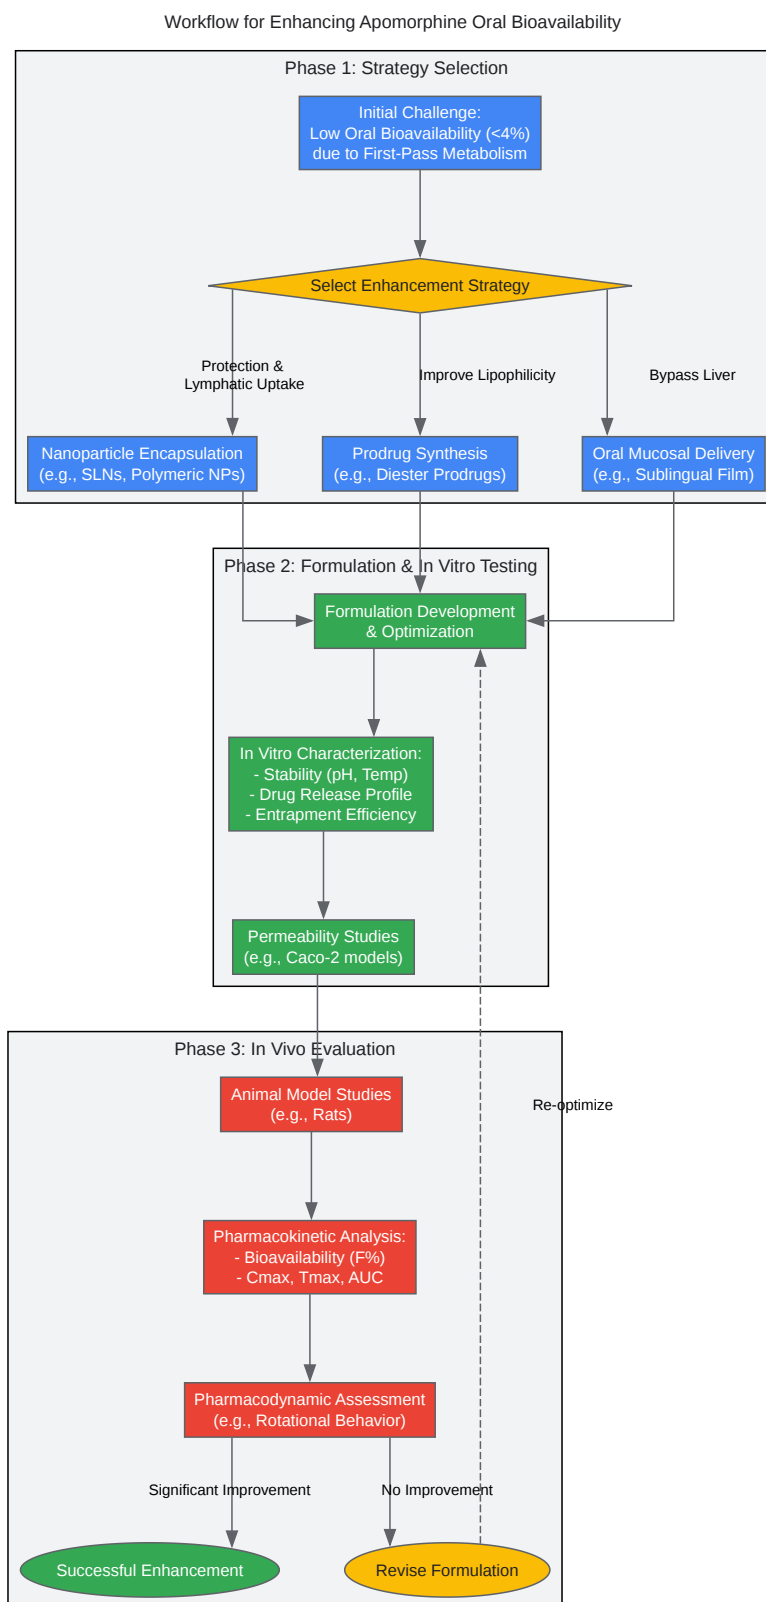 Workflow for Enhancing Apomorphine Oral Bioavailability
Phase 1: Strategy Selection
Initial Challenge:
Low Oral Bioavailability (<4%)
due to First-Pass Metabolism
Select Enhancement Strategy
Protection &
Lymphatic Uptake
Improve Lipophilicity
Bypass Liver
Nanoparticle Encapsulation
(e.g., SLNs, Polymeric NPs)
Prodrug Synthesis
(e.g., Diester Prodrugs)
Oral Mucosal Delivery
(e.g., Sublingual Film)
Phase 2: Formulation & In Vitro Testing
Formulation Development
& Optimization
In Vitro Characterization:
- Stability (pH, Temp)
- Drug Release Profile
- Entrapment Efficiency
Permeability Studies
(e.g., Caco-2 models)
Phase 3: In Vivo Evaluation
Animal Model Studies
(e.g., Rats)
Re-optimize
Pharmacokinetic Analysis:
- Bioavailability (F%)
- Cmax, Tmax, AUC
Pharmacodynamic Assessment
(e.g., Rotational Behavior)
Significant Improvement
No Improvement
Successful Enhancement
Revise Formulation